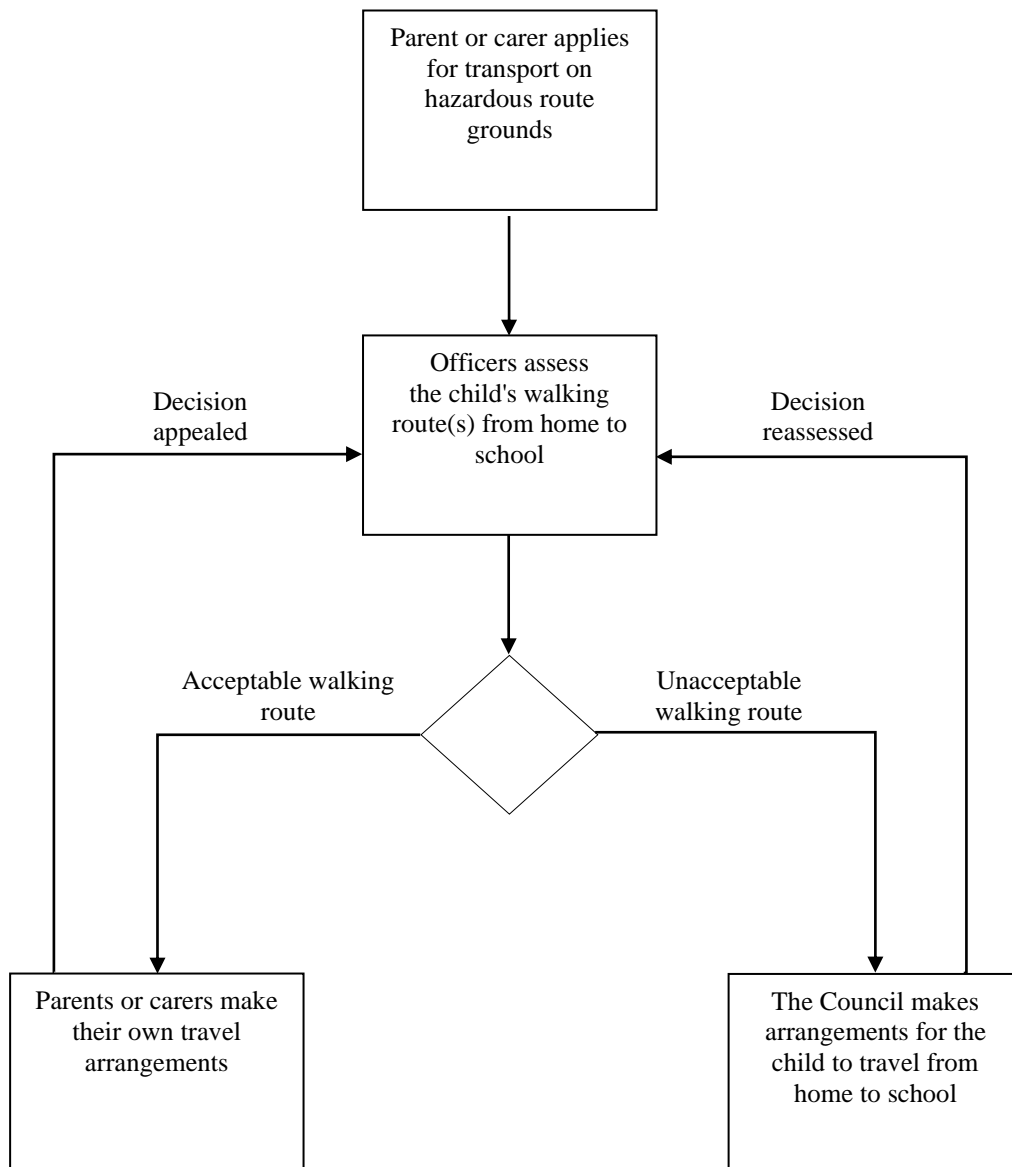 Parent or carer applies
for transport on
hazardous route
grounds
Officers assess
the child's walking
route(s) from home to
school
Decision
appealed
Decision
reassessed
Acceptable walking
route
Unacceptable
walking route
Parents or carers make
their own travel
arrangements
The Council makes
arrangements for the
child to travel from
home to school